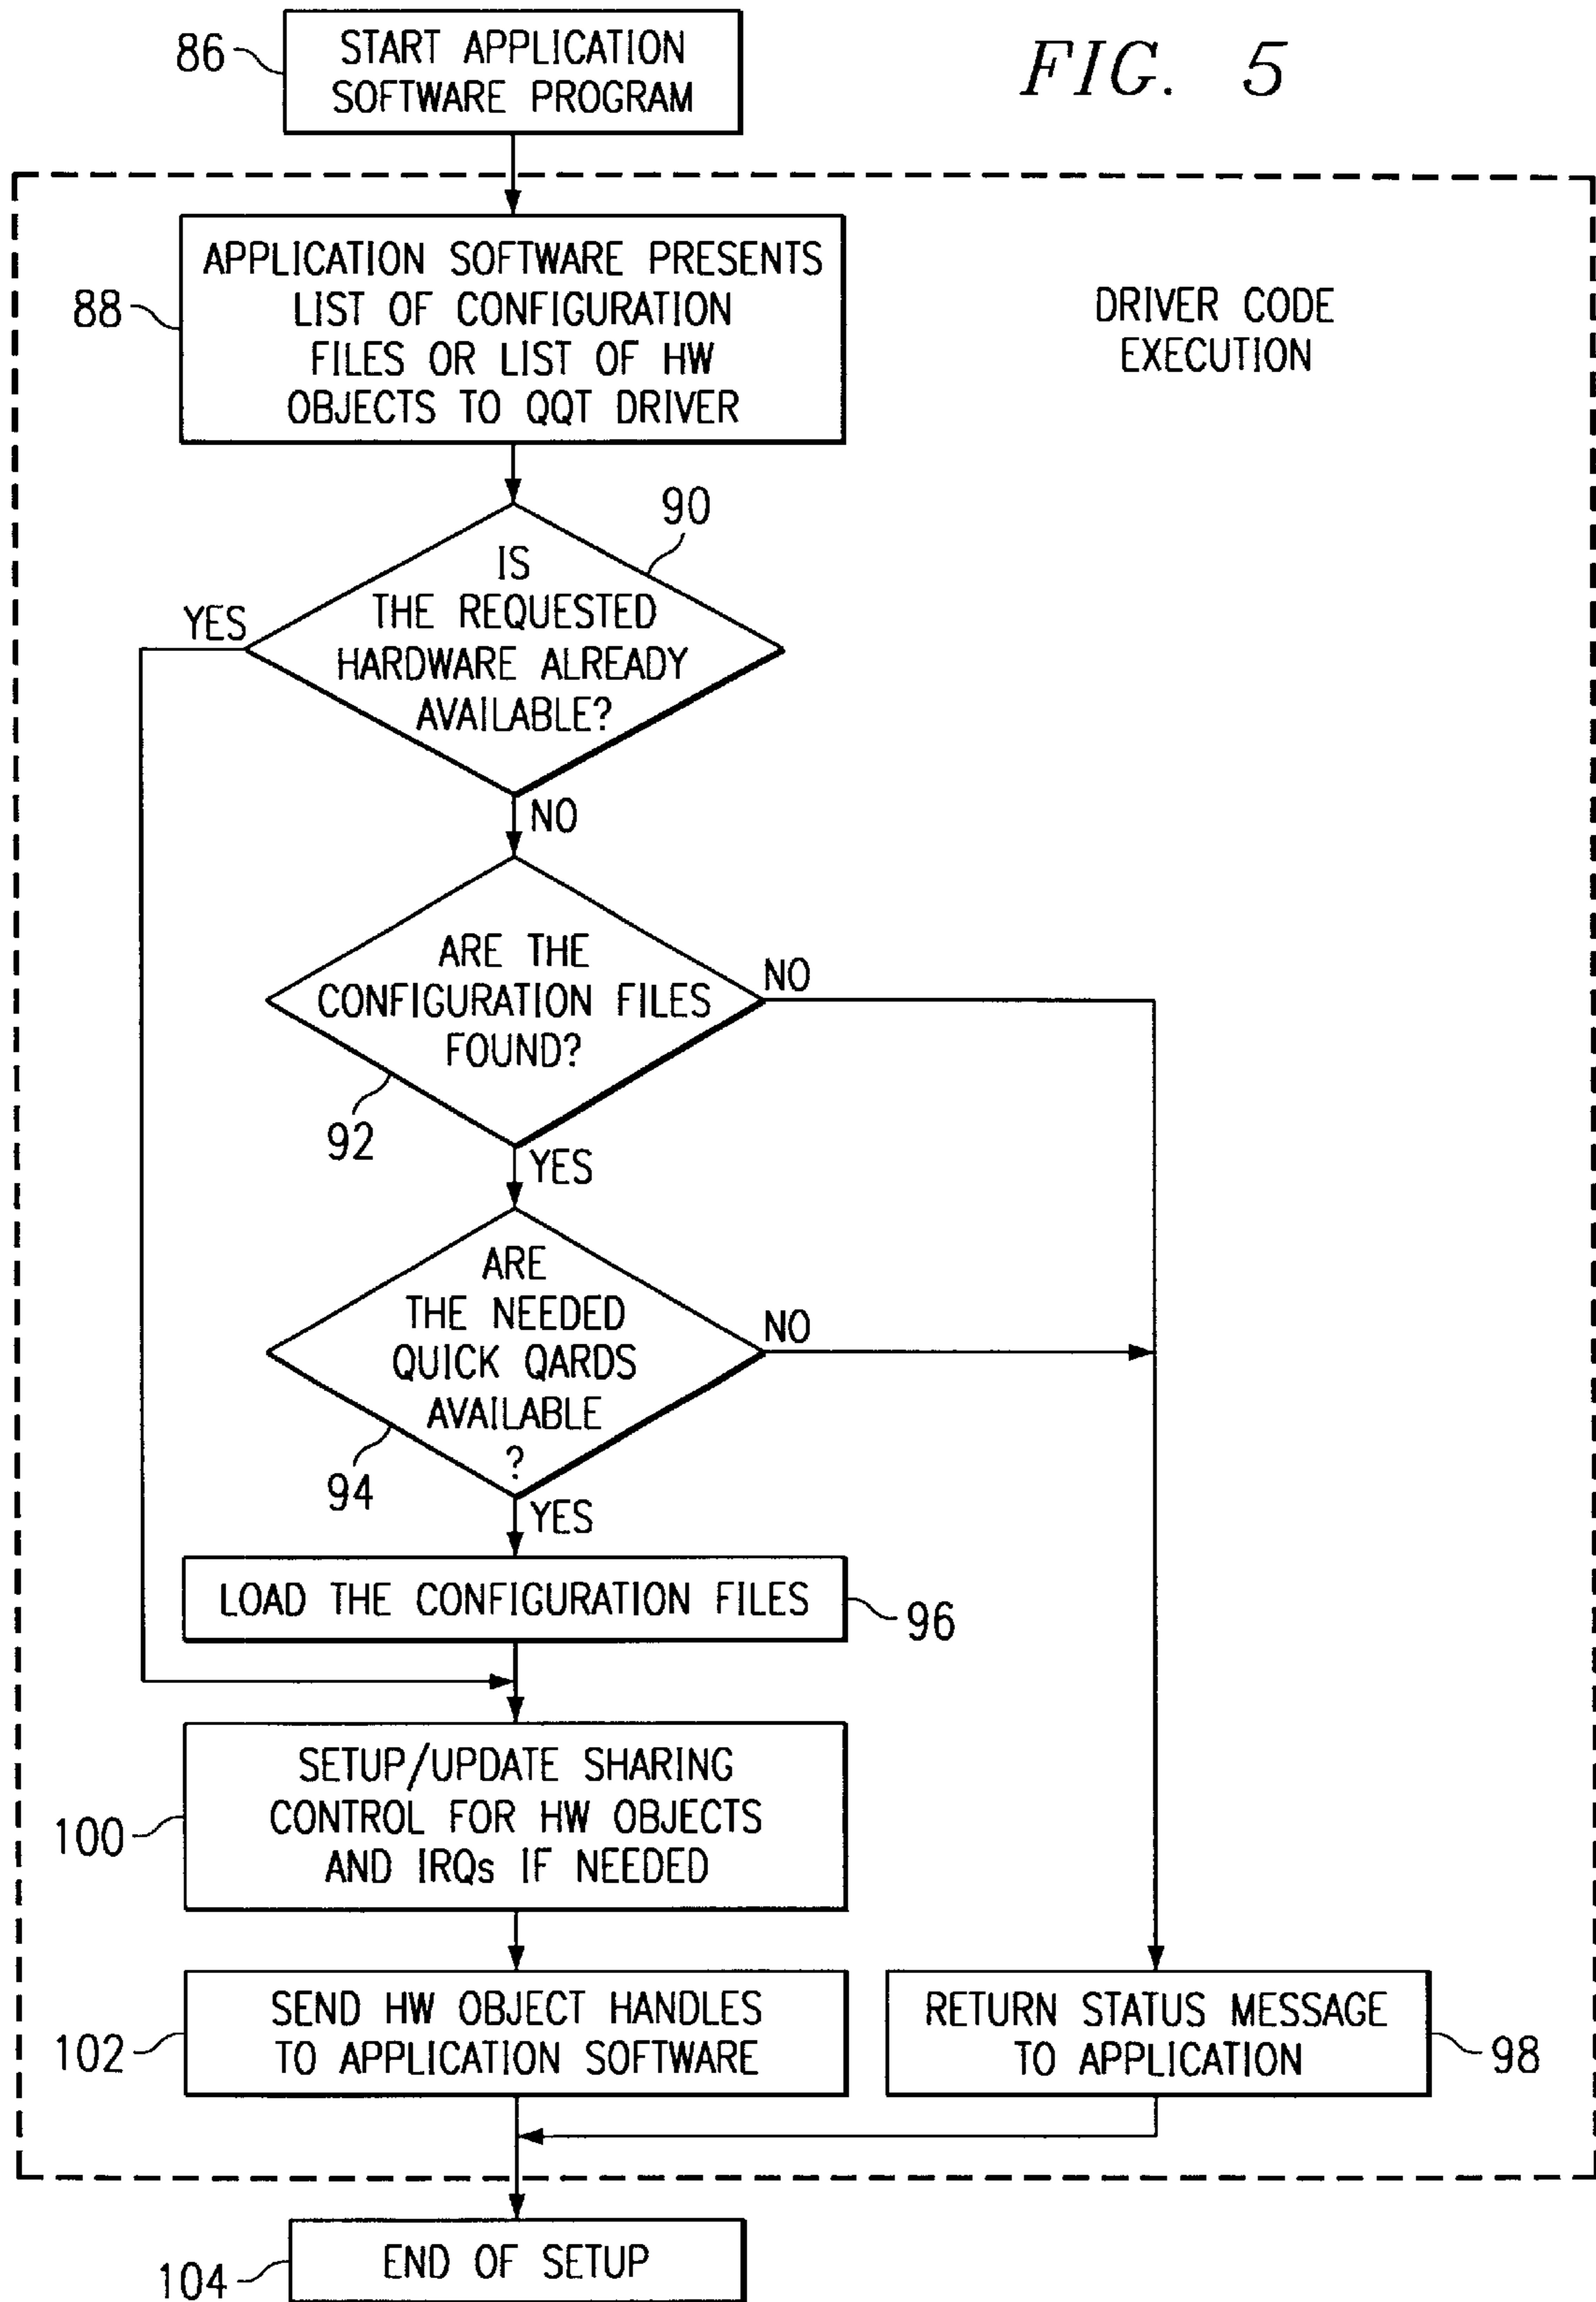 FIG. 5
86
START APPLICATION
SOFTWARE PROGRAM
DRIVER CODE
EXECUTION
88
APPLICATION SOFTWARE PRESENTS
LIST OF CONFIGURATION
FILES OR LIST OF HW
OBJECTS TO QQT DRIVER
90
IS
THE REQUESTED
HARDWARE ALREADY
AVAILABLE?
YES
NO
ARE THE
CONFIGURATION FILES
FOUND?
NO
92
YES
ARE
THE NEEDED
QUICK QARDS
AVAILABLE
?
NO
94
YES
LOAD THE CONFIGURATION FILES
96
SETUP/UPDATE SHARING
CONTROL FOR HW OBJECTS
AND IRQs IF NEEDED
100
SEND HW OBJECT HANDLES
TO APPLICATION SOFTWARE
102
RETURN STATUS MESSAGE
TO APPLICATION
98
END OF SETUP
104